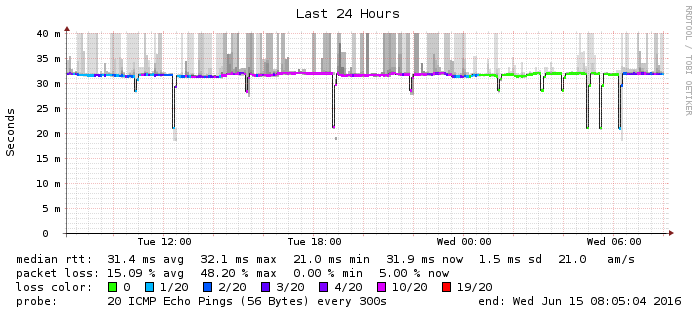 Last 24 Hours
RRDTOOL / TOBI OETIKER
Seconds
40 m
35 m
30 m
25 m
20 m
15 m
10 m
5 m
0
Tue 12:00 Tue 18:00 Wed 00:00 Wed 06:00
median rtt: 31.4 ms avg 32.1 ms max 21.0 ms min 31.9 ms now 1.5 ms sd 21.0 am/s
packet loss: 15.09 % avg 48.20 % max 0.00 % min 5.00 % now
loss color: 0 1/20 2/20 3/20 4/20 10/20 19/20
probe: 20 ICMP Echo Pings (56 Bytes) every 300s end: Wed Jun 15 08:05:04 2016